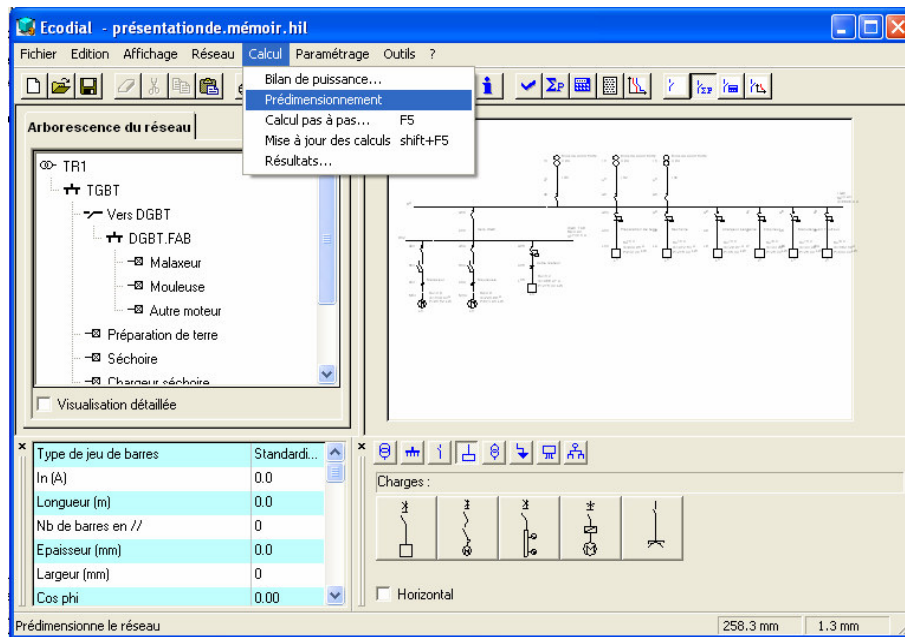 Ecodial - présentationde.mémoir.hil
Fichier Edition Affichage Réseau Calcul Paramétrage Outils ?
Bilan de puissance...
Prédimensionnement
Calcul pas à pas... F5
Mise à jour des calculs shift+F5
Résultats...
Arborescence du réseau
TR1
TGBT
Vers DGBT
DGBT.FAB
Malaxeur
Mouleuse
Autre moteur
Préparation de terre
Séchoire
Chargeur séchoire
Visualisation détaillée
Type de jeu de barres Standardi...
In (A) 0.0
Longueur (m) 0.0
Nb de barres en // 0
Epaisseur (mm) 0.0
Largeur (mm) 0
Cos phi 0.00
Charges :
Horizontal
Prédimensionne le réseau
258.3 mm 1.3 mm